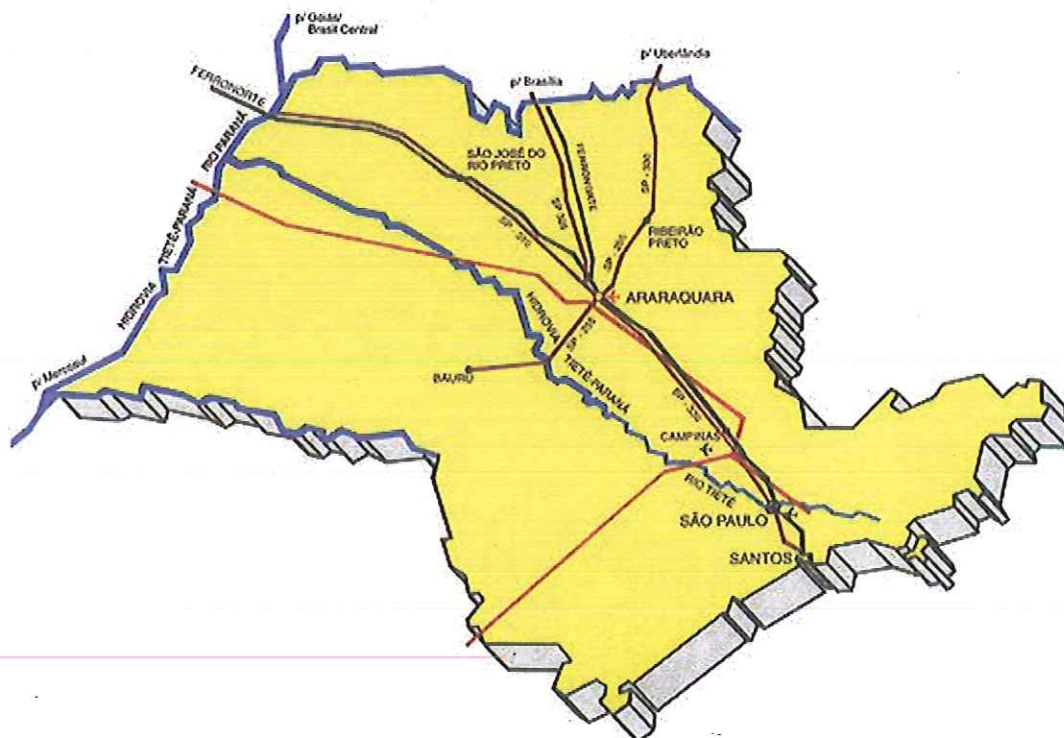 p/ Goiás/
Brasil Central
FERRONORTE
RIO PARANÁ
TIETÊ-PARANÁ
HIDROVIA
p/ Mercosul
SÃO JOSÉ DO
RIO PRETO
SP - 310
p/ Brasília
FERRONORTE
p/ Uberlândia
SP - 330
SP - 255
RIBEIRÃO
PRETO
ARARAQUARA
HIDROVIA
TIETÊ-PARANÁ
SP - 255
BAURU
SP - 330
CAMPINAS
RIO TIETÊ
SÃO PAULO
SANTOS